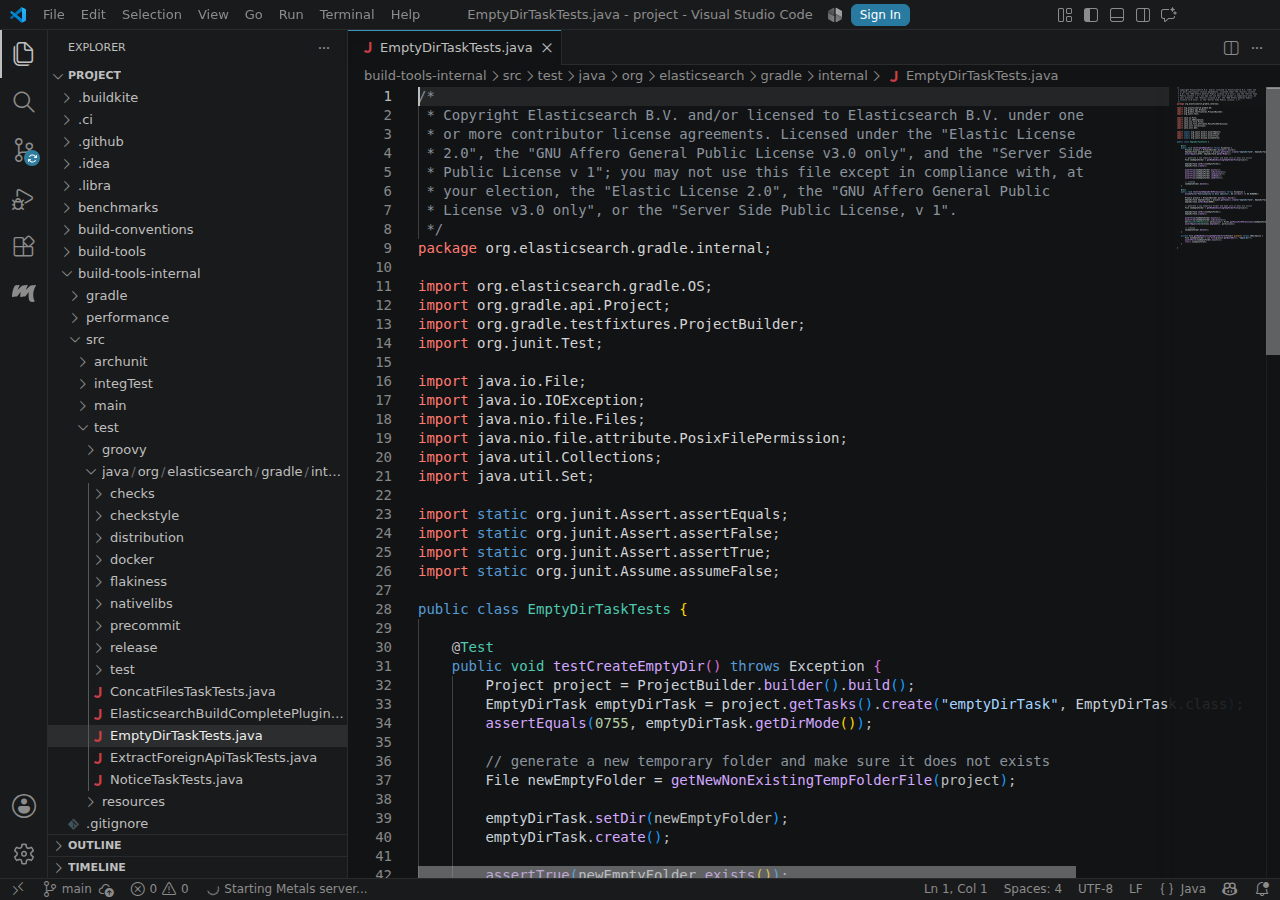 File Edit Selection View Go Run Terminal Help EmptyDirTaskTests.java - project - Visual Studio Code Sign In
EXPLORER
PROJECT
.buildkite
.ci
.github
.idea
.libra
benchmarks
build-conventions
build-tools
build-tools-internal
gradle
performance
src
archunit
integTest
main
test
groovy
java/org/elasticsearch/gradle/int...
checks
checkstyle
distribution
docker
flakiness
nativelibs
precommit
release
test
ConcatFilesTaskTests.java
ElasticsearchBuildCompletePlugin...
EmptyDirTaskTests.java
ExtractForeignApiTaskTests.java
NoticeTaskTests.java
resources
.gitignore
OUTLINE
TIMELINE
EmptyDirTaskTests.java
build-tools-internal > src > test > java > org > elasticsearch > gradle > internal > EmptyDirTaskTests.java
1 /*
2 * Copyright Elasticsearch B.V. and/or licensed to Elasticsearch B.V. under one
3 * or more contributor license agreements. Licensed under the "Elastic License
4 * 2.0", the "GNU Affero General Public License v3.0 only", and the "Server Side
5 * Public License v 1"; you may not use this file except in compliance with, at
6 * your election, the "Elastic License 2.0", the "GNU Affero General Public
7 * License v3.0 only", or the "Server Side Public License, v 1".
8 */
9 package org.elasticsearch.gradle.internal;
10
11 import org.elasticsearch.gradle.OS;
12 import org.gradle.api.Project;
13 import org.gradle.testfixtures.ProjectBuilder;
14 import org.junit.Test;
15
16 import java.io.File;
17 import java.io.IOException;
18 import java.nio.file.Files;
19 import java.nio.file.attribute.PosixFilePermission;
20 import java.util.Collections;
21 import java.util.Set;
22
23 import static org.junit.Assert.assertEquals;
24 import static org.junit.Assert.assertFalse;
25 import static org.junit.Assert.assertTrue;
26 import static org.junit.Assume.assumeFalse;
27
28 public class EmptyDirTaskTests {
29
30 @Test
31 public void testCreateEmptyDir() throws Exception {
32 Project project = ProjectBuilder.builder().build();
33 EmptyDirTask emptyDirTask = project.getTasks().create("emptyDirTask", EmptyDirTask.class);
34 assertEquals(0755, emptyDirTask.getDirMode());
35
36 // generate a new temporary folder and make sure it does not exists
37 File newEmptyFolder = getNewNonExistingTempFolderFile(project);
38
39 emptyDirTask.setDir(newEmptyFolder);
40 emptyDirTask.create();
41
42 assertTrue(newEmptyFolder.exists());
main 0 0 Starting Metals server... Ln 1, Col 1 Spaces: 4 UTF-8 LF { } Java